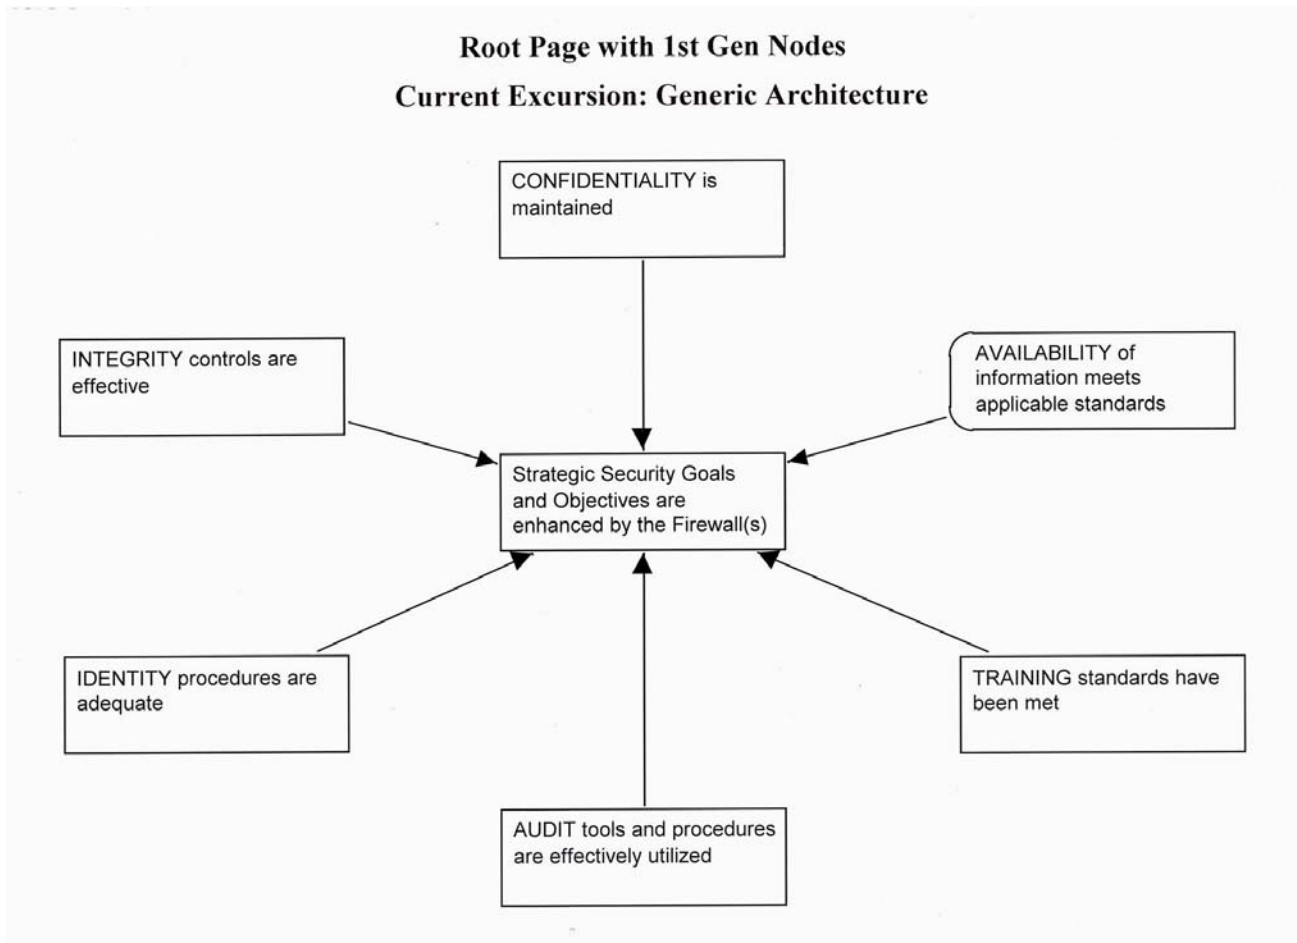 Root Page with 1st Gen Nodes
Current Excursion: Generic Architecture
CONFIDENTIALITY is
maintained
INTEGRITY controls are
effective
AVAILABILITY of
information meets
applicable standards
Strategic Security Goals
and Objectives are
enhanced by the Firewall(s)
IDENTITY procedures are
adequate
TRAINING standards have
been met
AUDIT tools and procedures
are effectively utilized